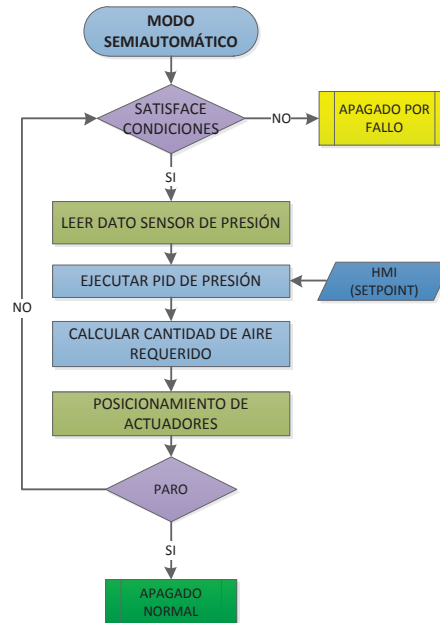 MODO
SEMIAUTOMÁTICO
SATISFACE
CONDICIONES
NO
APAGADO POR
FALLO
SI
LEER DATO SENSOR DE PRESIÓN
EJECUTAR PID DE PRESIÓN
HMI
(SETPOINT)
NO
CALCULAR CANTIDAD DE AIRE
REQUERIDO
POSICIONAMIENTO DE
ACTUADORES
PARO
SI
APAGADO
NORMAL